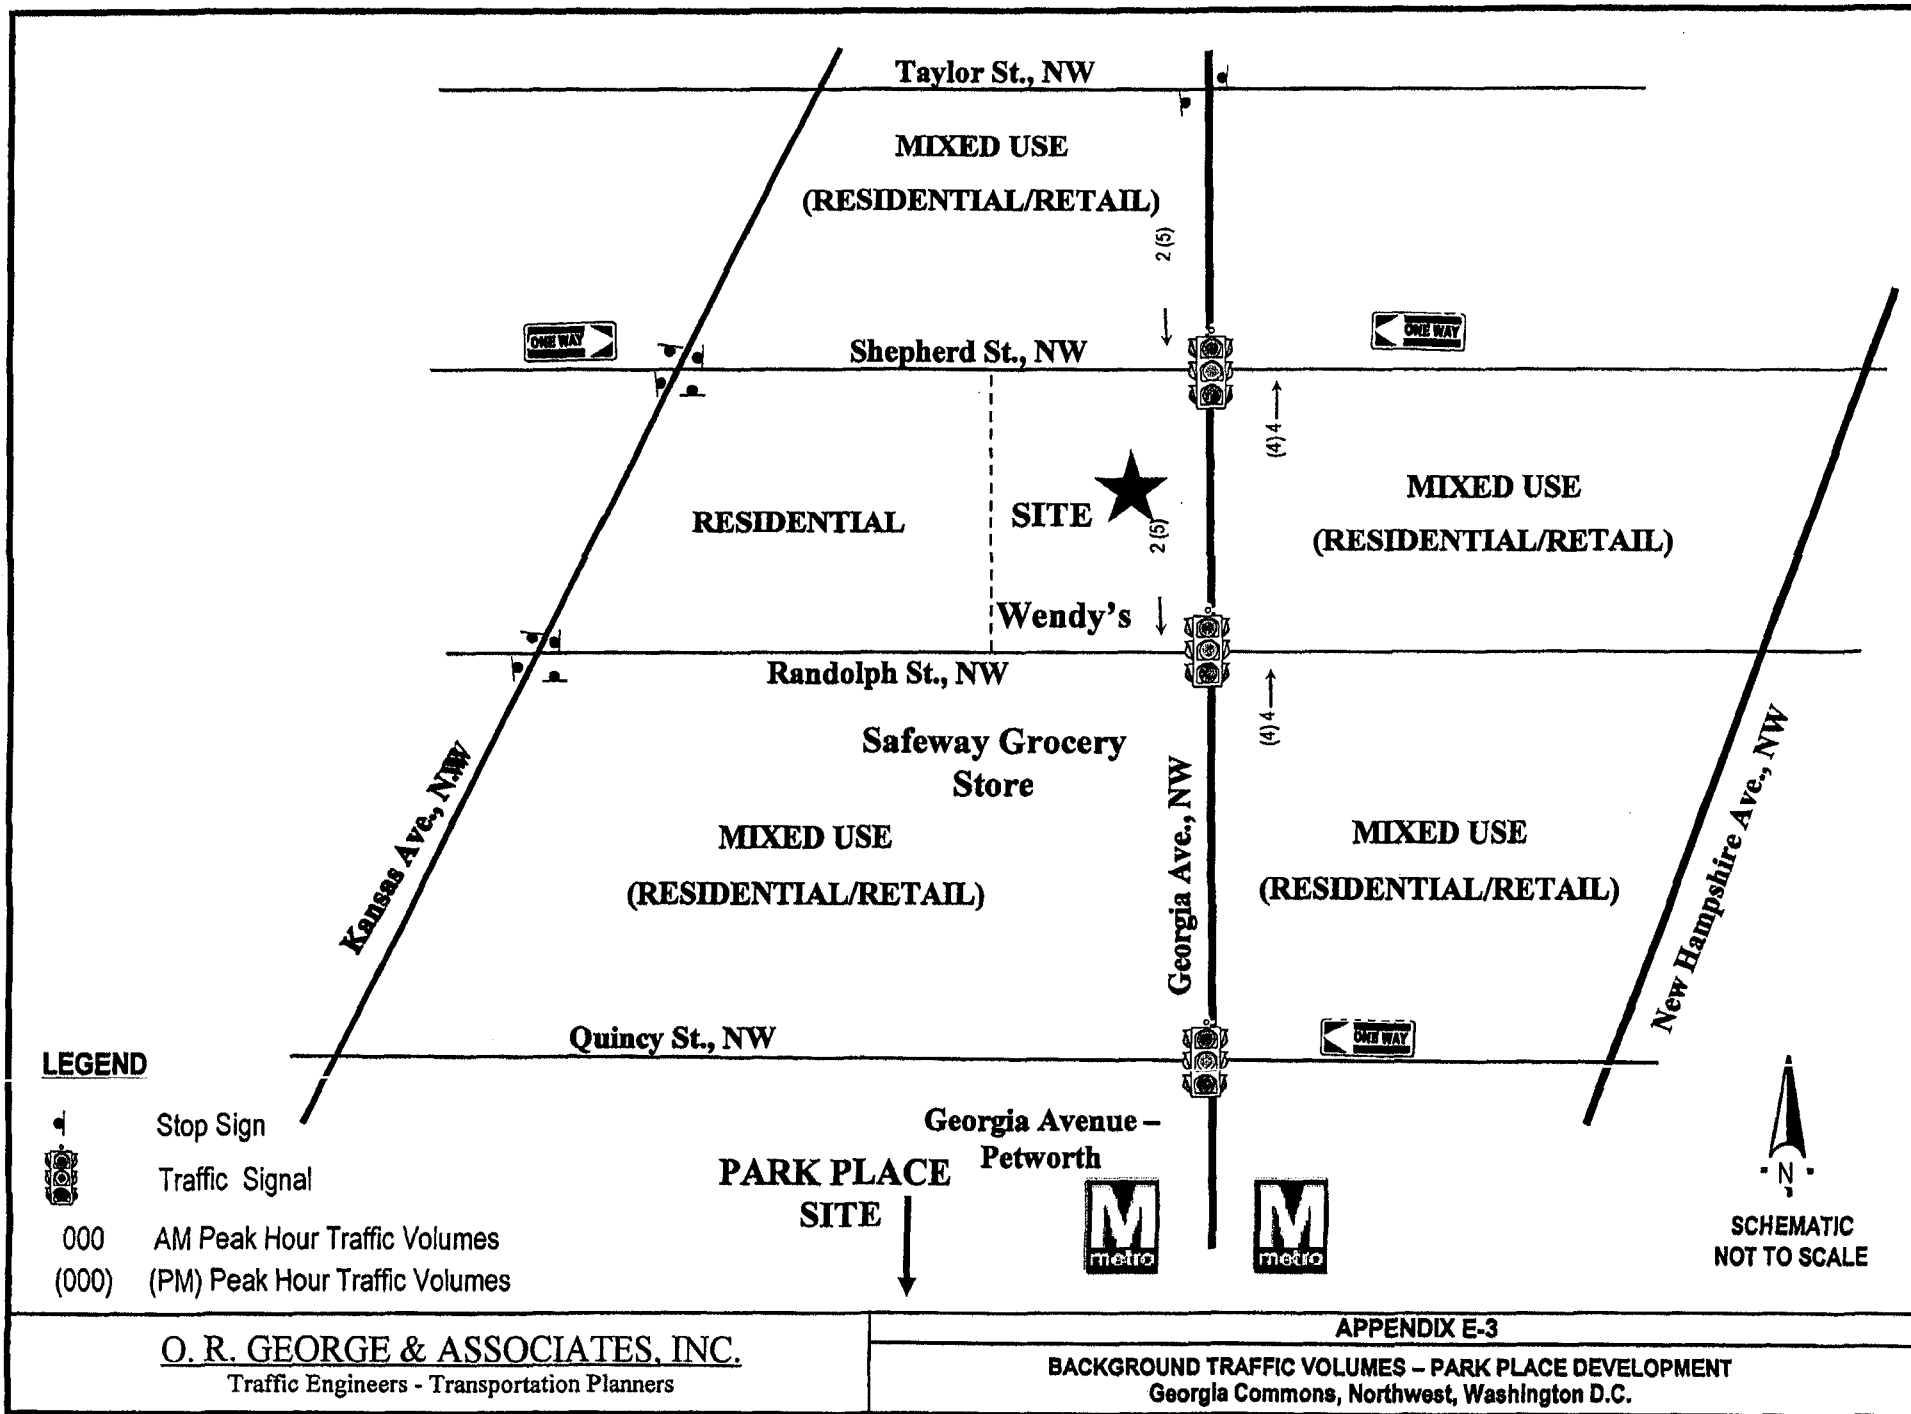 Taylor St., NW
MIXED USE
(RESIDENTIAL/RETAIL)
2 (5)
ONE WAY
ONE WAY
Shepherd St., NW
(4) 4
RESIDENTIAL
SITE
2 (5)
MIXED USE
(RESIDENTIAL/RETAIL)
Wendy's
Randolph St., NW
(4) 4
Safeway Grocery
Store
Kansas Ave., NW
Georgia Ave., NW
New Hampshire Ave., NW
MIXED USE
(RESIDENTIAL/RETAIL)
MIXED USE
(RESIDENTIAL/RETAIL)
Quincy St., NW
ONE WAY
LEGEND
Stop Sign
Traffic Signal
000 AM Peak Hour Traffic Volumes
(000) (PM) Peak Hour Traffic Volumes
Georgia Avenue –
Petworth
PARK PLACE
SITE
M
metro
M
metro
N
SCHEMATIC
NOT TO SCALE
O. R. GEORGE & ASSOCIATES, INC.
Traffic Engineers - Transportation Planners
APPENDIX E-3
BACKGROUND TRAFFIC VOLUMES – PARK PLACE DEVELOPMENT
Georgia Commons, Northwest, Washington D.C.